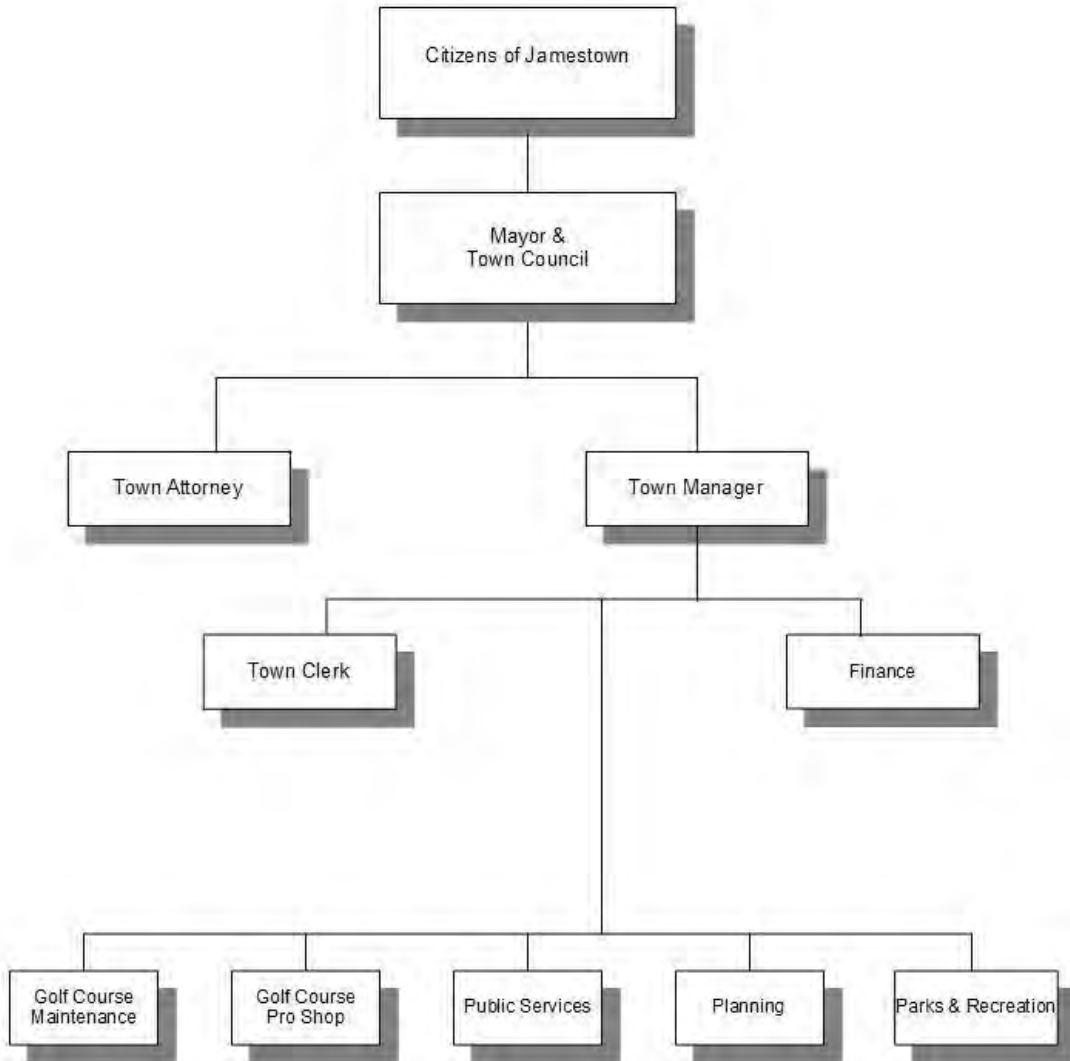 Citizens of Jamestown
Mayor &
Town Council
Town Attorney
Town Manager
Town Clerk
Finance
Golf Course
Maintenance
Golf Course
Pro Shop
Public Services
Planning
Parks & Recreation